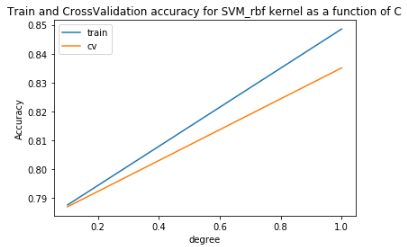 Train and CrossValidation accuracy for SVM_rbf kernel as a function of C
0.85
0.84
0.83
0.82
0.81
0.80
0.79
Accuracy
train
cv
0.2
0.4
0.6
0.8
1.0
degree